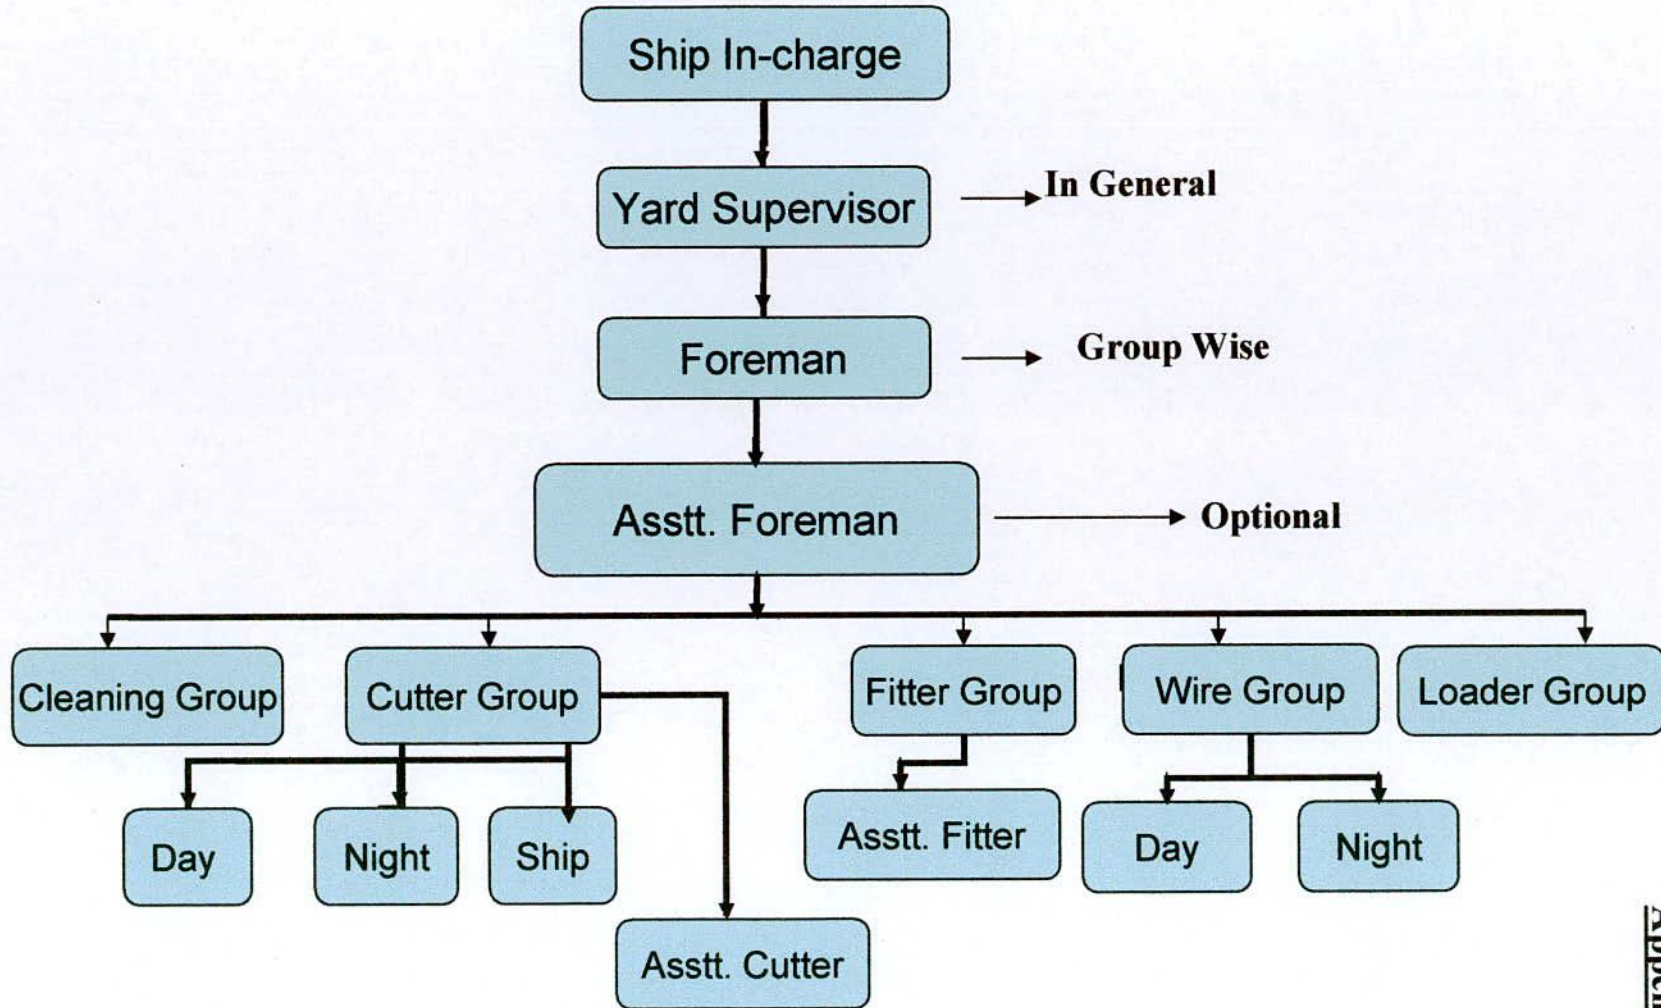 Ship In-charge
Yard Supervisor
In General
Foreman
Group Wise
Asstt. Foreman
Optional
Cleaning Group
Cutter Group
Fitter Group
Wire Group
Loader Group
Day
Night
Ship
Asstt. Fitter
Day
Night
Asstt. Cutter